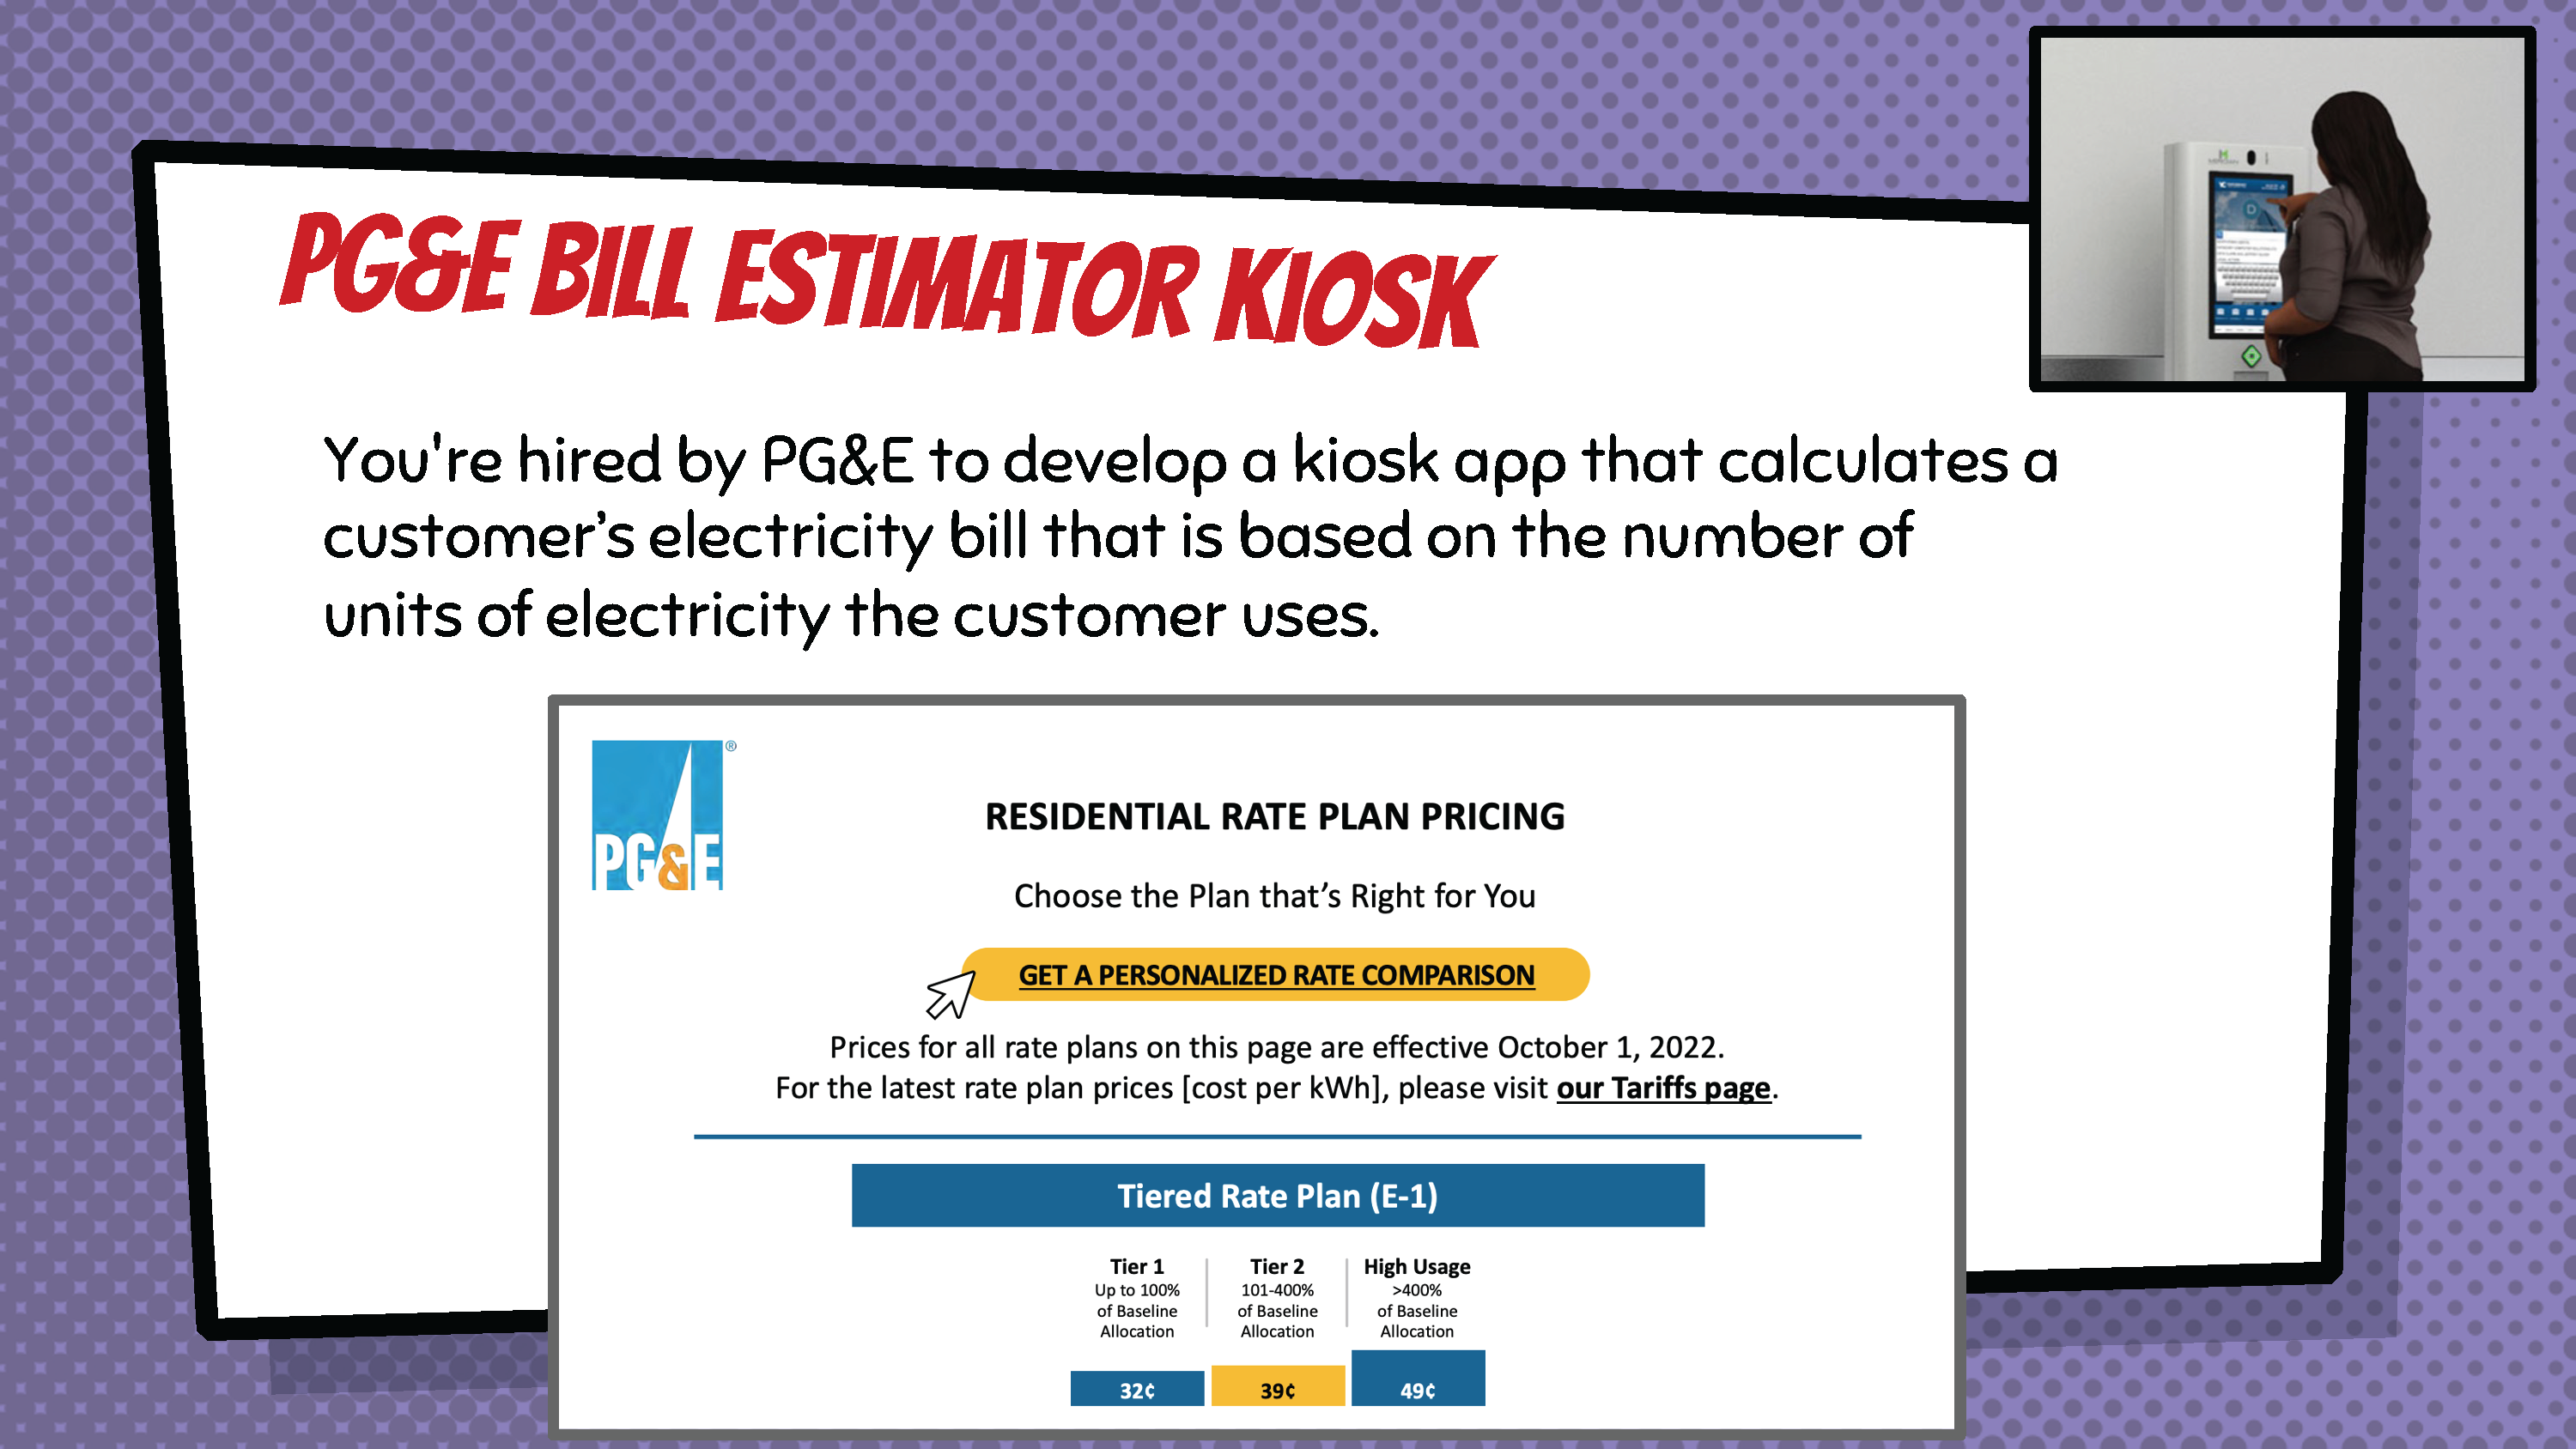 PG&E BILL ESTIMATOR KIOSK
You're hired by PG&E to develop a kiosk app that calculates a
customer’s electricity bill that is based on the number of
units of electricity the customer uses.
PG&E ®
RESIDENTIAL RATE PLAN PRICING
Choose the Plan that’s Right for You
GET A PERSONALIZED RATE COMPARISON
Prices for all rate plans on this page are effective October 1, 2022.
For the latest rate plan prices [cost per kWh], please visit our Tariffs page.
Tiered Rate Plan (E-1)
Tier 1 Tier 2 High Usage
Up to 100% 101-400% >400%
of Baseline of Baseline of Baseline
Allocation Allocation Allocation
32¢ 39¢ 49¢